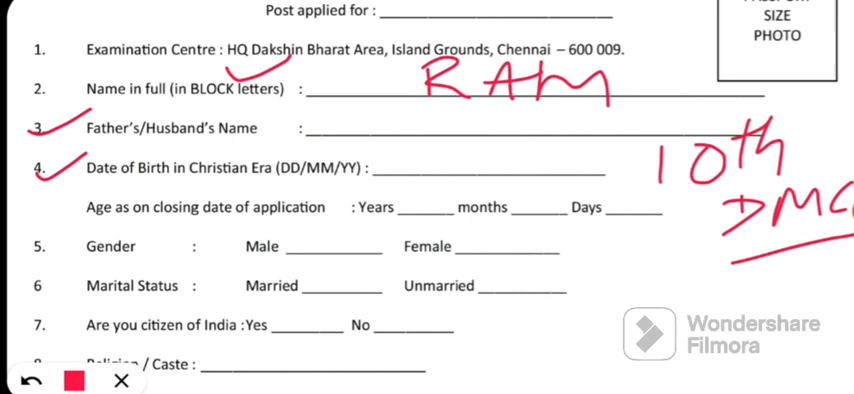 Post applied for :
SIZE
PHOTO
1. Examination Centre : HQ Dakshin Bharat Area, Island Grounds, Chennai – 600 009.
2. Name in full (in BLOCK letters) : RAM
3. Father's/Husband's Name :
4. Date of Birth in Christian Era (DD/MM/YY) :
10th
DMC
Age as on closing date of application : Years months Days
5. Gender : Male Female
6 Marital Status : Married Unmarried
7. Are you citizen of India :Yes No
Wondershare
Filmora
/ Caste :